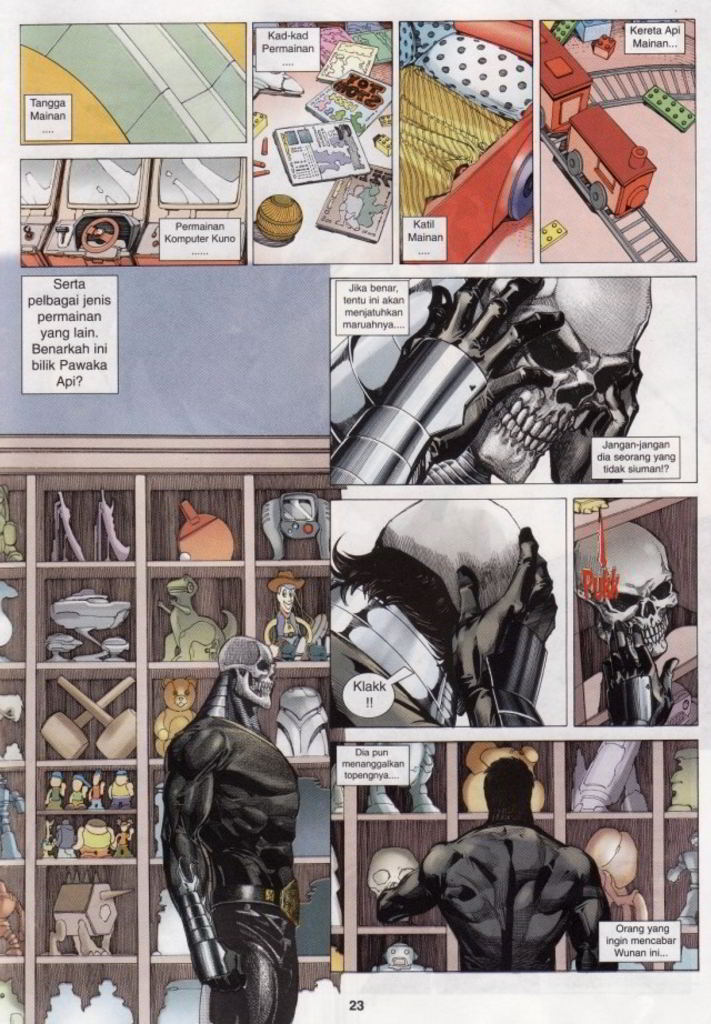 Tangga
Mainan
....
Permainan
Komputer Kuno
......
Kad-kad
Permainan
....
TOY
STORY
Katil
Mainan
...
Kereta Api
Mainan...
Serta
pelbagai jenis
permainan
yang lain.
Benarkah ini
bilik Pawaka
Api?
Jika benar,
tentu ini akan
menjatuhkan
maruahnya....
Jangan-jangan
dia seorang yang
tidak siuman!?
Klakk
!!
Dia pun
menanggalkan
topengnya....
Orang yang
ingin mencabar
Wunan ini...
23